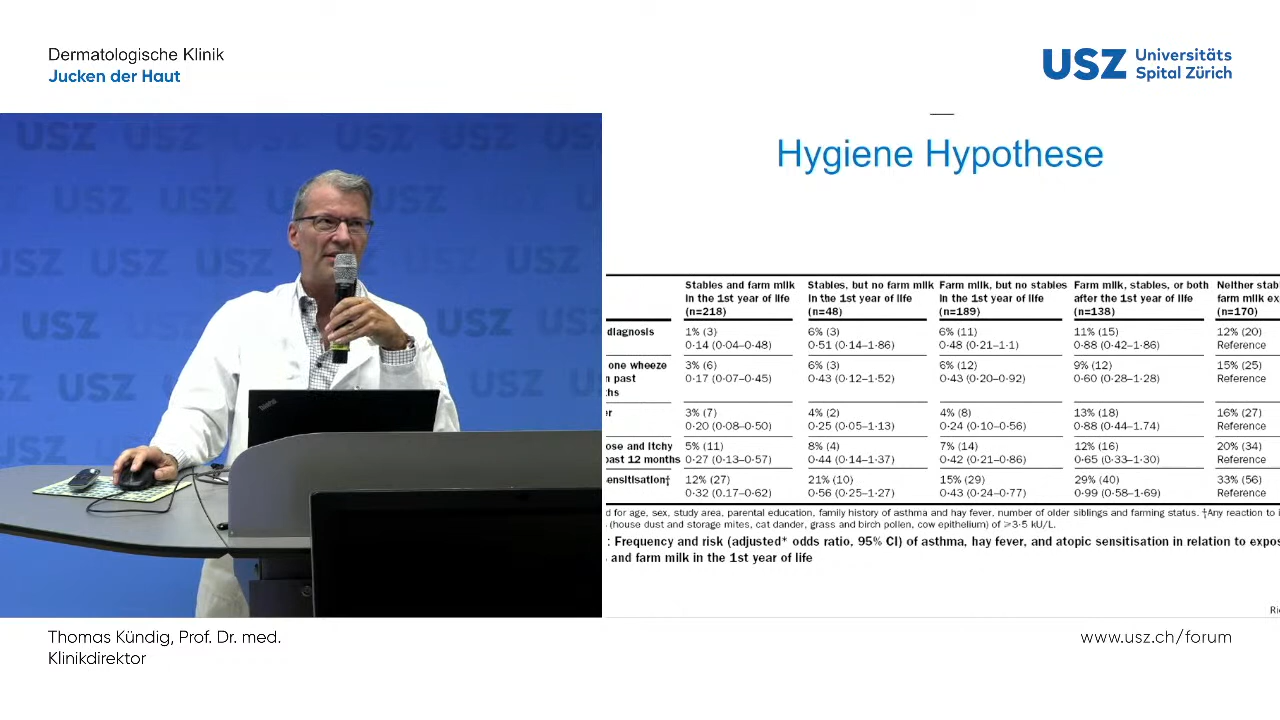 Dermatologische Klinik
Jucken der Haut
USZ Universitäts
Spital Zürich
Hygiene Hypothese
Stables and farm milk
in the 1st year of life
(n=218)
Stables, but no farm milk
in the 1st year of life
(n=48)
Farm milk, but no stables
in the 1st year of life
(n=189)
Farm milk, stables, or both
after the 1st year of life
(n=138)
Neither stab
farm milk ex
(n=170)
diagnosis 1% (3) 6% (3) 6% (11) 11% (15) 12% (20)
0·14 (0·04–0·48) 0·51 (0·14–1·86) 0·48 (0·21–1·1) 0·88 (0·42–1·86) Reference
one wheeze 3% (6) 6% (3) 6% (12) 9% (12) 15% (25)
n past 0·17 (0·07–0·45) 0·43 (0·12–1·52) 0·43 (0·20–0·92) 0·60 (0·28–1·28) Reference
ths
er 3% (7) 4% (2) 4% (8) 13% (18) 16% (27)
0·20 (0·08–0·50) 0·25 (0·05–1·13) 0·24 (0·10–0·56) 0·88 (0·44–1.74) Reference
ose and itchy 5% (11) 8% (4) 7% (14) 12% (16) 20% (34)
past 12 months 0·27 (0·13–0·57) 0·44 (0·14–1·37) 0·42 (0·21–0·86) 0·65 (0·33–1·30) Reference
sensitisation† 12% (27) 21% (10) 15% (29) 29% (40) 33% (56)
0·32 (0.17–0·62) 0·56 (0·25–1·27) 0·43 (0·24–0·77) 0·99 (0·58–1·69) Reference
d for age, sex, study area, parental education, family history of asthma and hay fever, number of older siblings and farming status. †Any reaction to i
(house dust and storage mites, cat dander, grass and birch pollen, cow epithelium) of ≥3·5 kU/L.
: Frequency and risk (adjusted* odds ratio, 95% CI) of asthma, hay fever, and atopic sensitisation in relation to expos
and farm milk in the 1st year of life
Ri
Thomas Kündig, Prof. Dr. med.
Klinikdirektor
www.usz.ch/forum